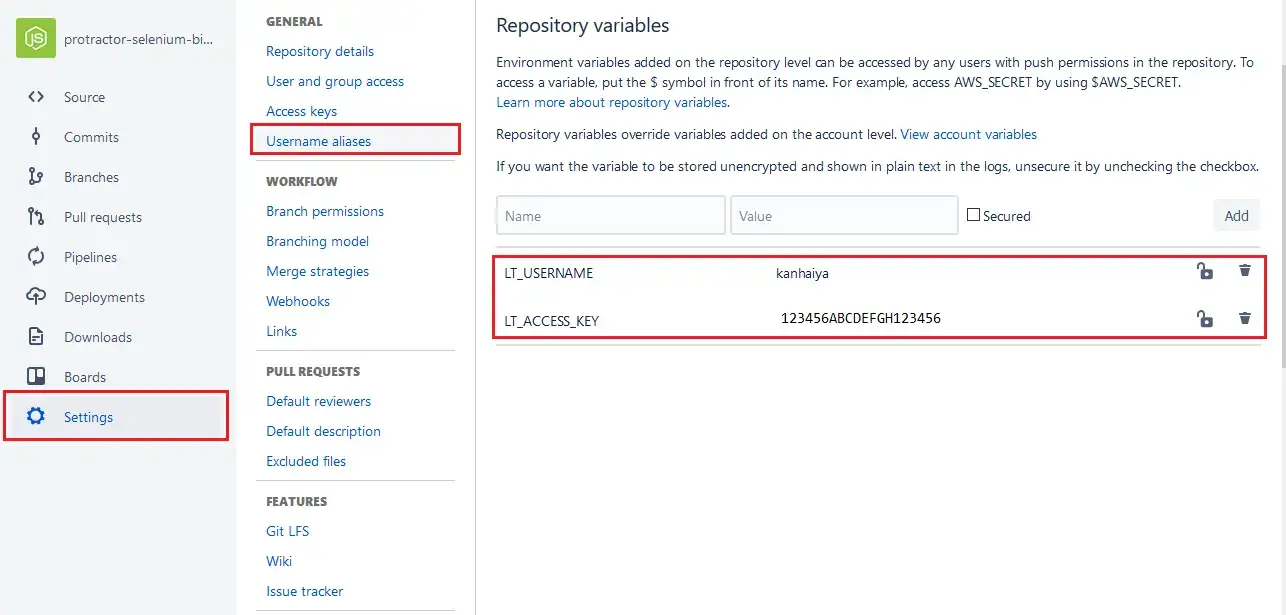 protractor-selenium-bi...
Source
Commits
Branches
Pull requests
Pipelines
Deployments
Downloads
Boards
Settings
GENERAL
Repository details
User and group access
Access keys
Username aliases
WORKFLOW
Branch permissions
Branching model
Merge strategies
Webhooks
Links
PULL REQUESTS
Default reviewers
Default description
Excluded files
FEATURES
Git LFS
Wiki
Issue tracker
Repository variables
Environment variables added on the repository level can be accessed by any users with push permissions in the repository. To
access a variable, put the $ symbol in front of its name. For example, access AWS_SECRET by using $AWS_SECRET.
Learn more about repository variables.
Repository variables override variables added on the account level. View account variables
If you want the variable to be stored unencrypted and shown in plain text in the logs, unsecure it by unchecking the checkbox.
Name Value Secured Add
LT_USERNAME kanhaiya
LT_ACCESS_KEY 123456ABCDEFGH123456